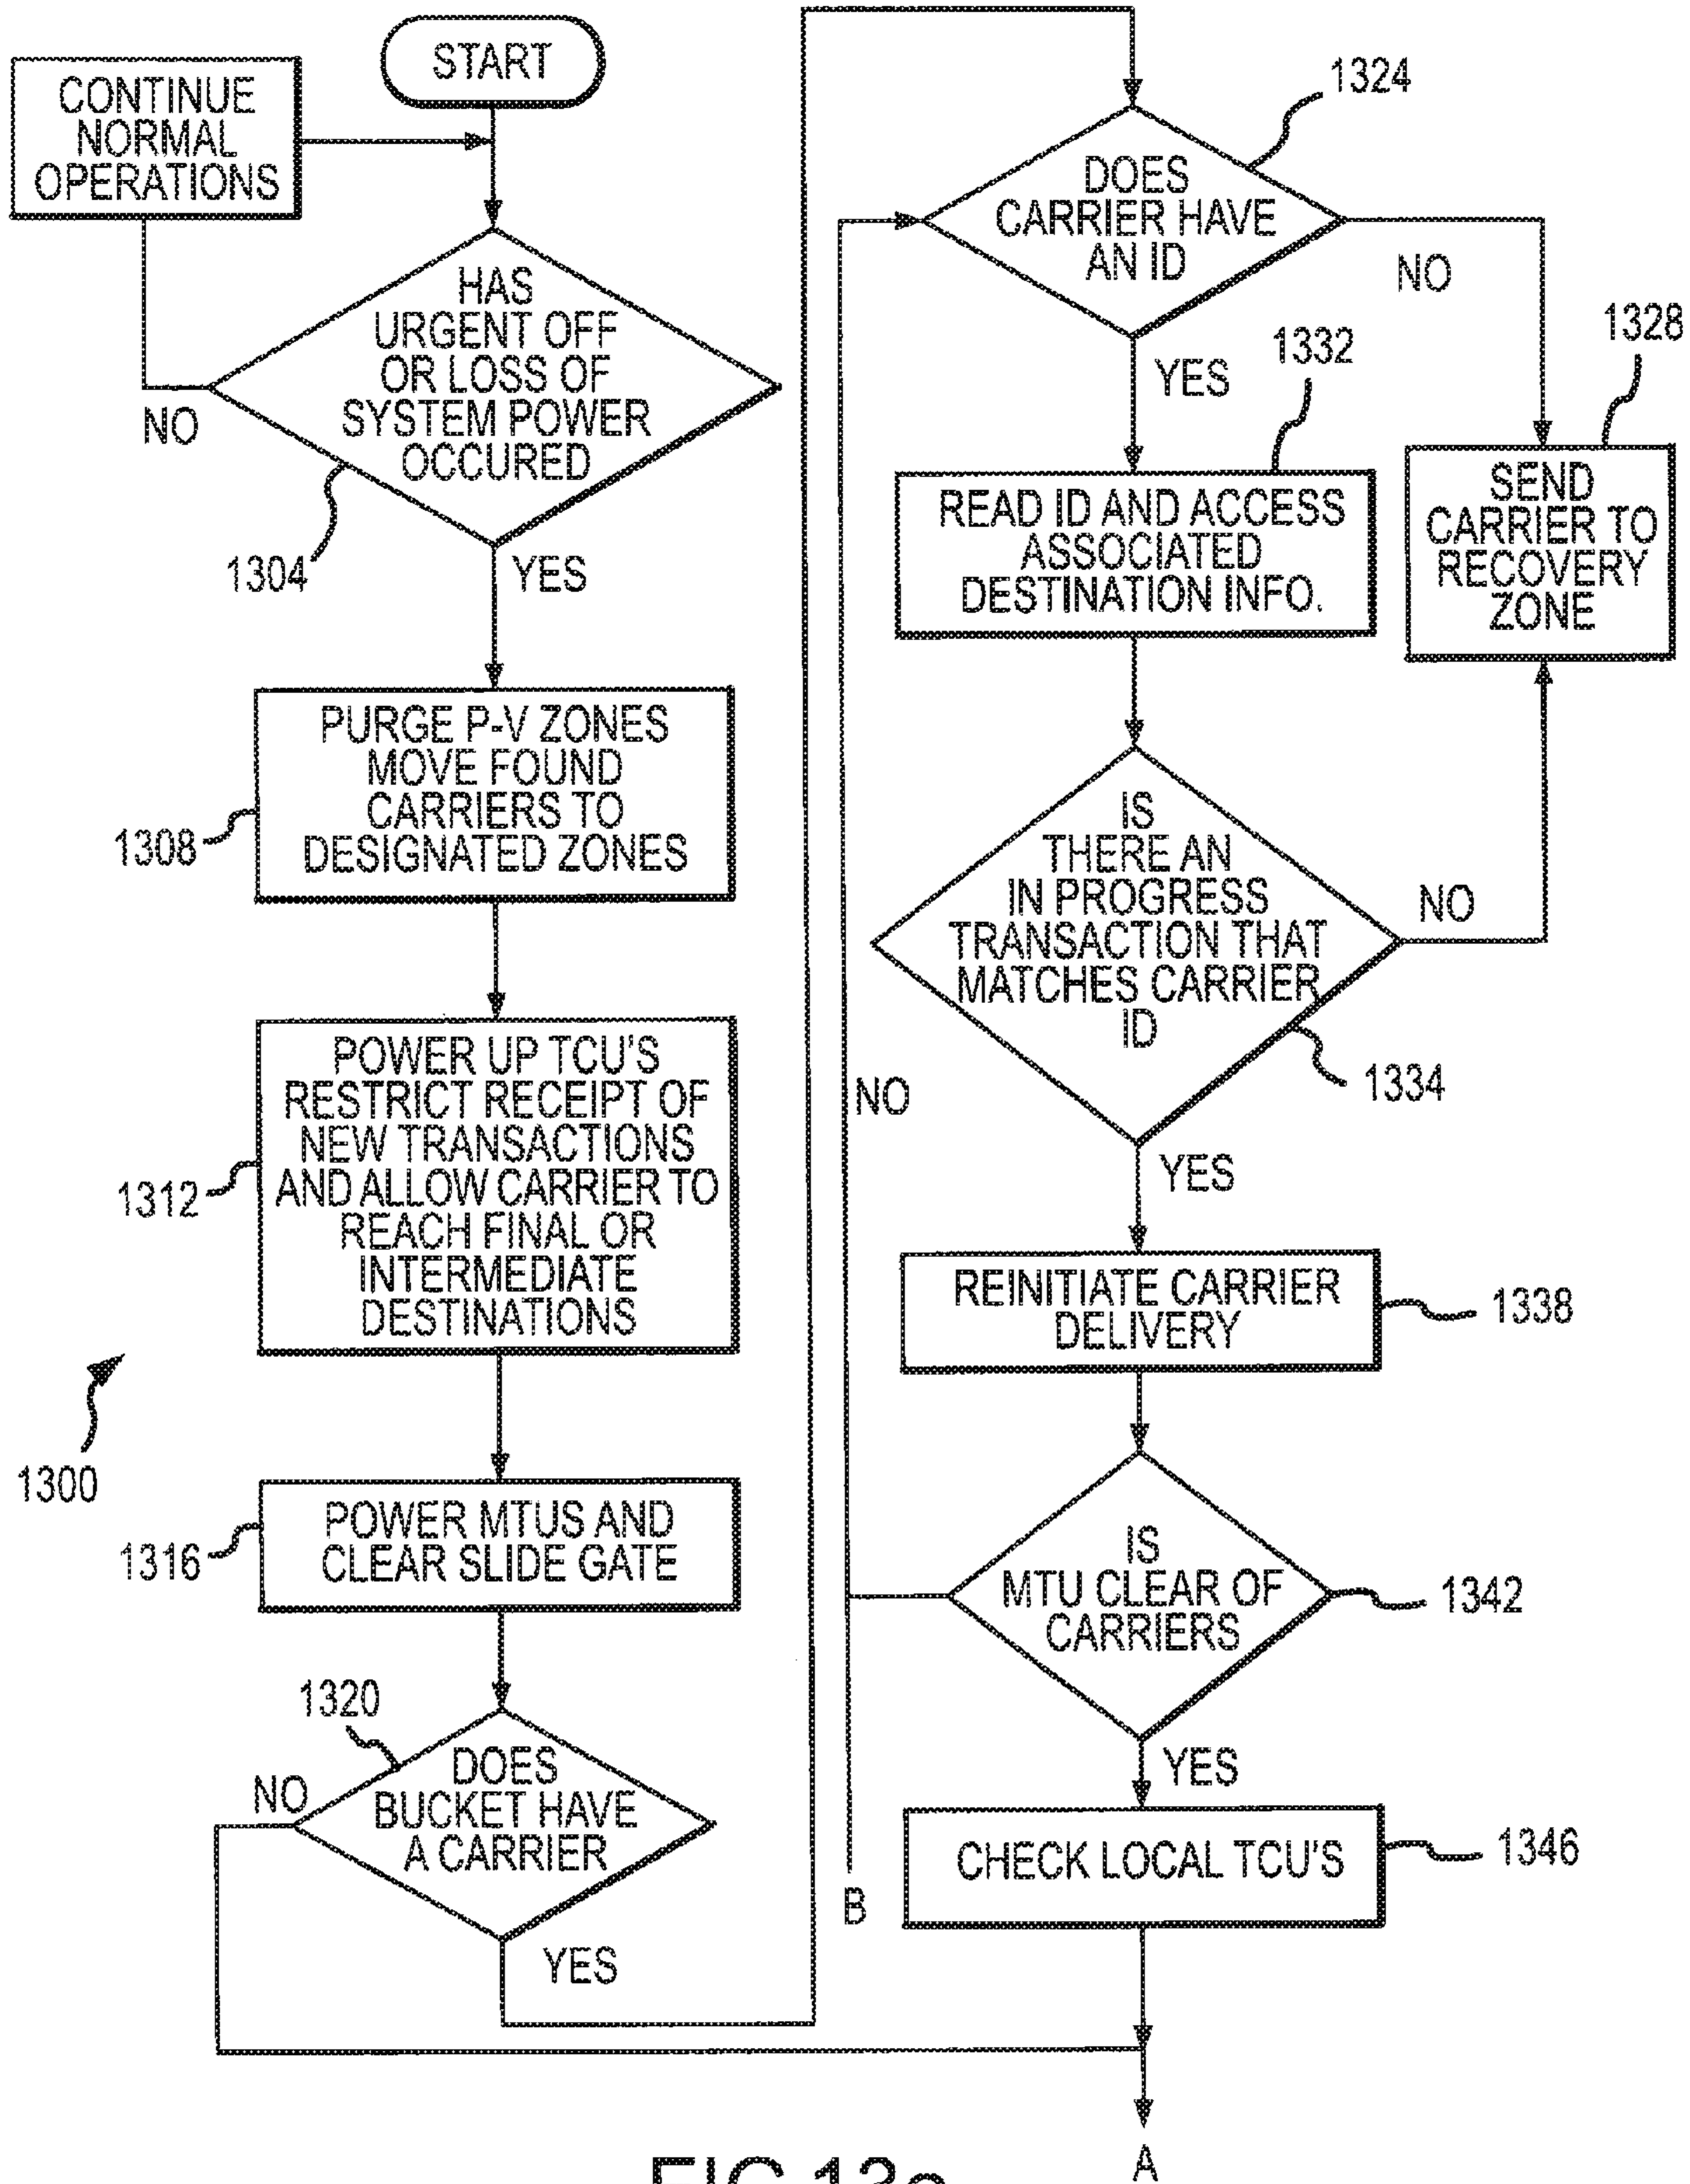 START
CONTINUE
NORMAL
OPERATIONS
HAS
URGENT OFF
OR LOSS OF
SYSTEM POWER
OCCURED
NO
1304
YES
PURGE P-V ZONES
MOVE FOUND
CARRIERS TO
DESIGNATED ZONES
1308
POWER UP TCU'S
RESTRICT RECEIPT OF
NEW TRANSACTIONS
AND ALLOW CARRIER TO
REACH FINAL OR
INTERMEDIATE
DESTINATIONS
1312
1300
POWER MTUS AND
CLEAR SLIDE GATE
1316
1320
DOES
BUCKET HAVE
A CARRIER
NO
YES
1324
DOES
CARRIER HAVE
AN ID
NO
YES
1328
SEND
CARRIER TO
RECOVERY
ZONE
1332
READ ID AND ACCESS
ASSOCIATED
DESTINATION INFO.
IS
THERE AN
IN PROGRESS
TRANSACTION THAT
MATCHES CARRIER
ID
NO
1334
YES
REINITIATE CARRIER
DELIVERY
1338
NO
IS
MTU CLEAR OF
CARRIERS
1342
YES
CHECK LOCAL TCU'S
1346
B
A
FIG.13a